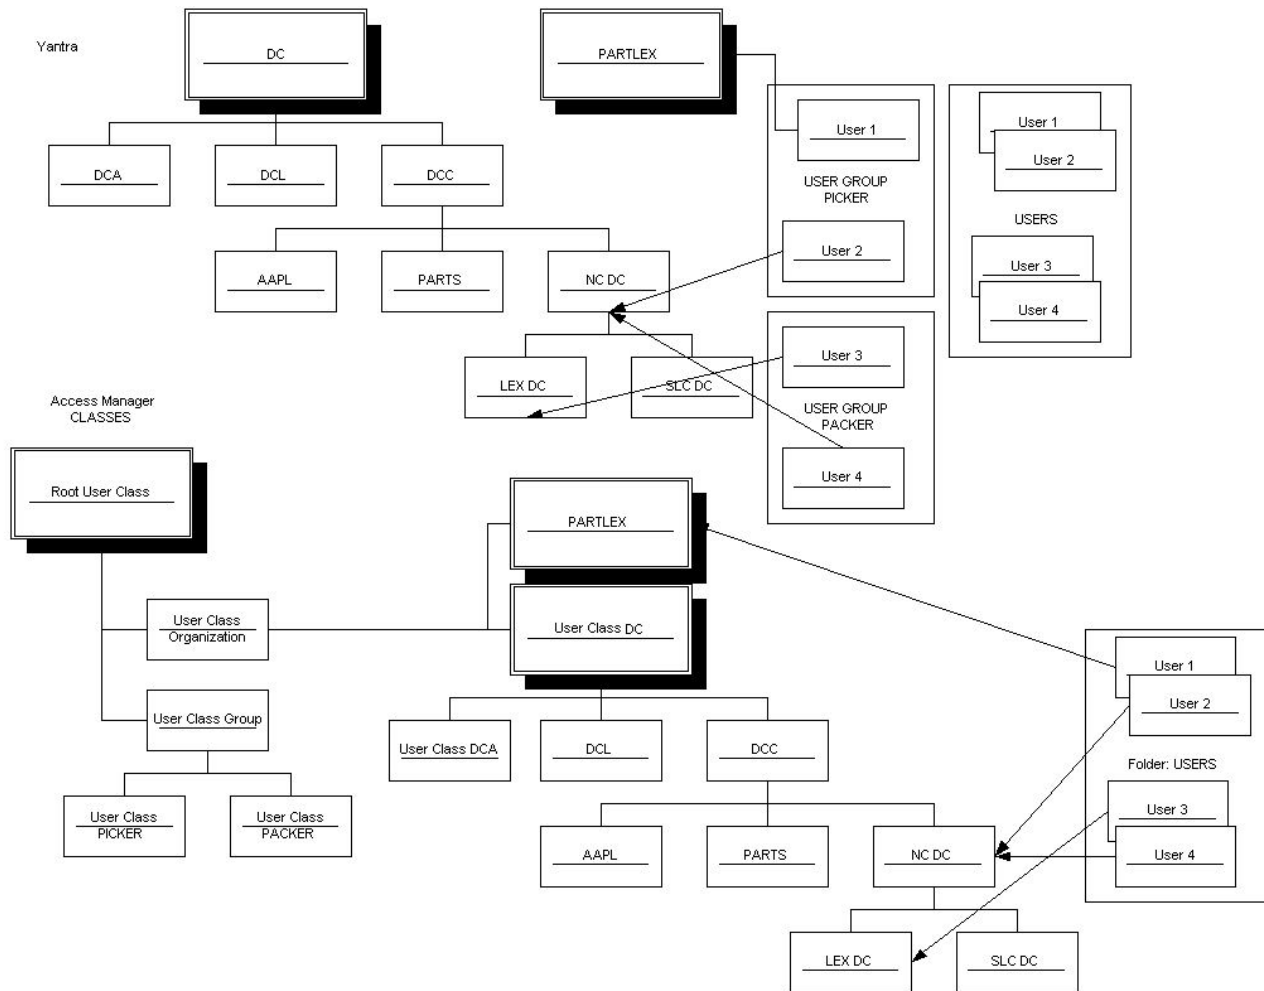 Yantra
DC
PARTLEX
User 1
User 1
User 2
DCA
DCL
DCC
USER GROUP
PICKER
USERS
User 2
User 3
User 4
AAPL
PARTS
NC DC
User 3
LEX DC
SLC DC
USER GROUP
PACKER
User 4
Access Manager
CLASSES
Root User Class
PARTLEX
User Class
Organization
User Class DC
User 1
User 2
User Class Group
User Class DCA
DCL
DCC
Folder: USERS
User 3
User 4
User Class
PICKER
User Class
PACKER
AAPL
PARTS
NC DC
LEX DC
SLC DC